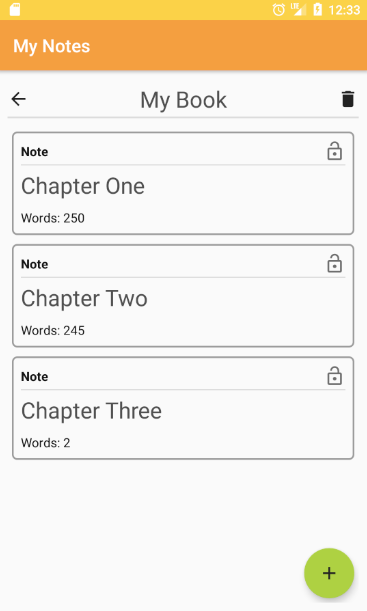 LTE 12:33
My Notes
My Book
Note
Chapter One
Words: 250
Note
Chapter Two
Words: 245
Note
Chapter Three
Words: 2